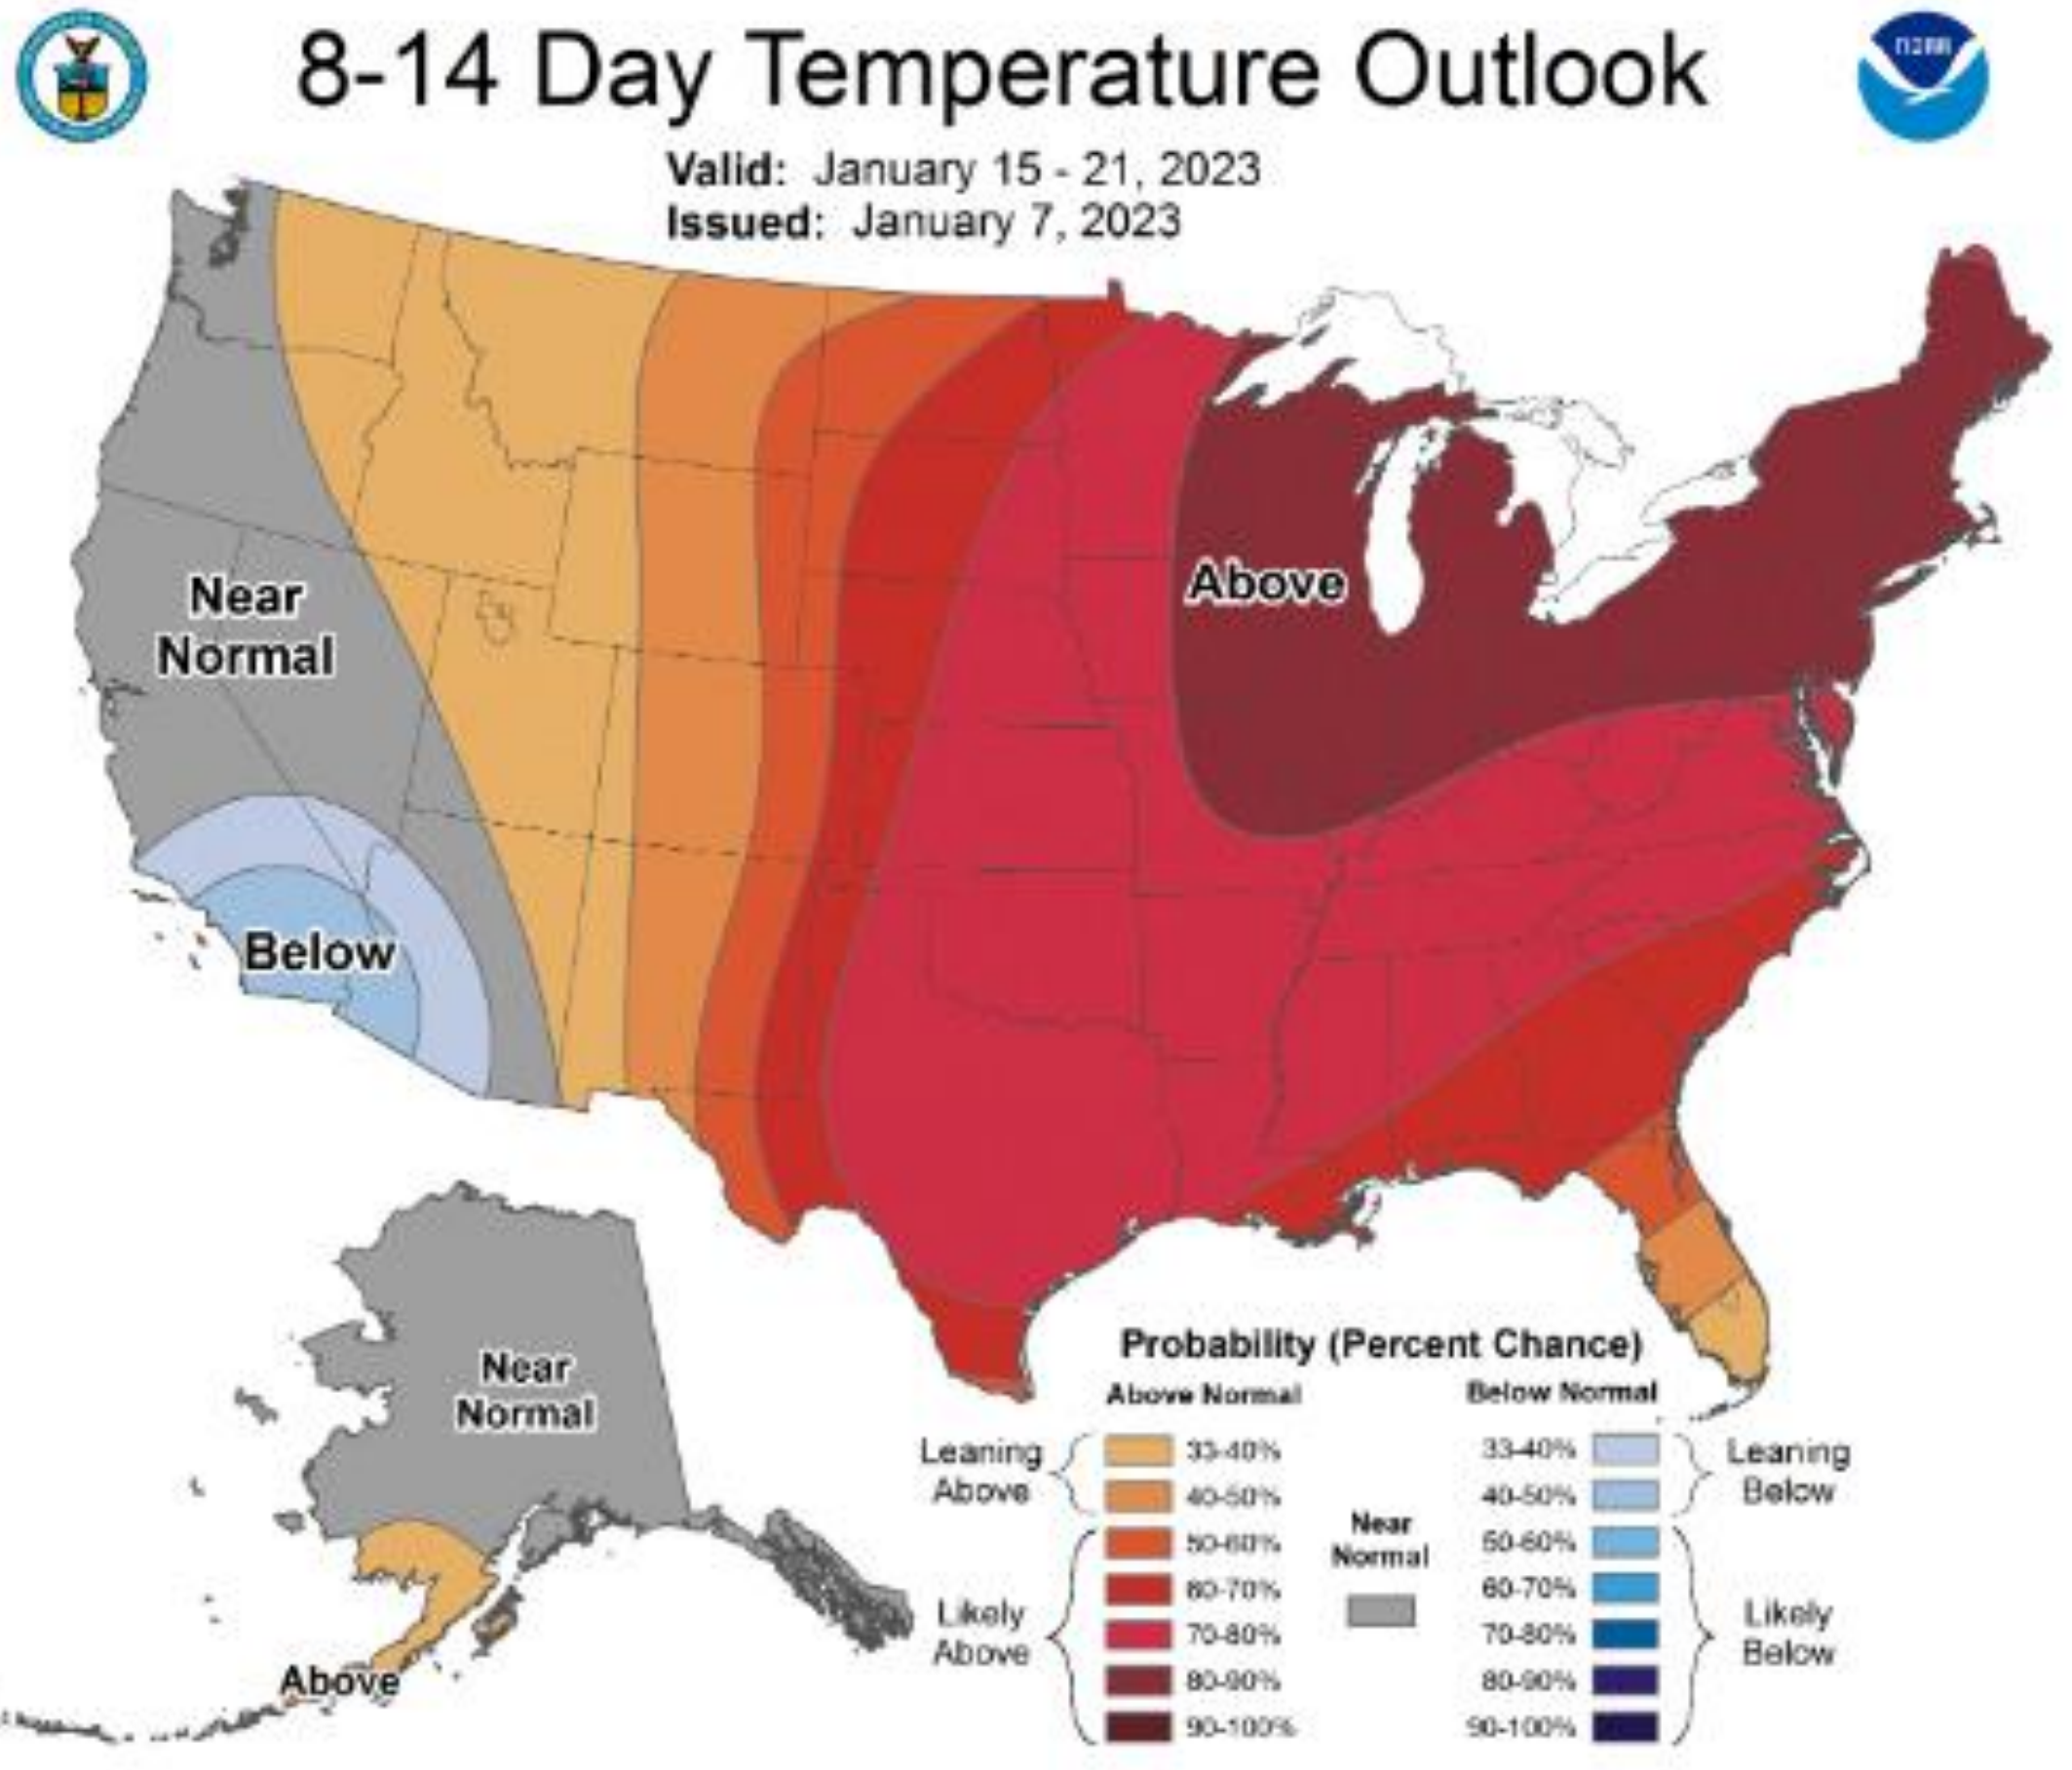 8-14 Day Temperature Outlook
noaa
Valid: January 15 - 21, 2023
Issued: January 7, 2023
Near
Normal
Above
Below
Near
Normal
Above
Probability (Percent Chance)
Above Normal
Below Normal
Leaning
Above
33-40%
40-50%
Likely
Above
50-60%
60-70%
70-80%
80-90%
90-100%
Near
Normal
33-40%
40-50%
Leaning
Below
50-60%
60-70%
70-80%
80-90%
90-100%
Likely
Below